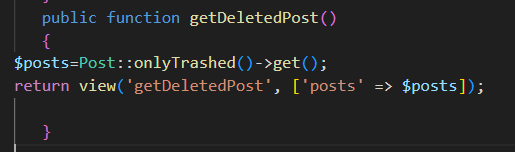 public function getDeletedPost()
{
$posts=Post::onlyTrashed()->get();
return view('getDeletedPost', ['posts' => $posts]);
}